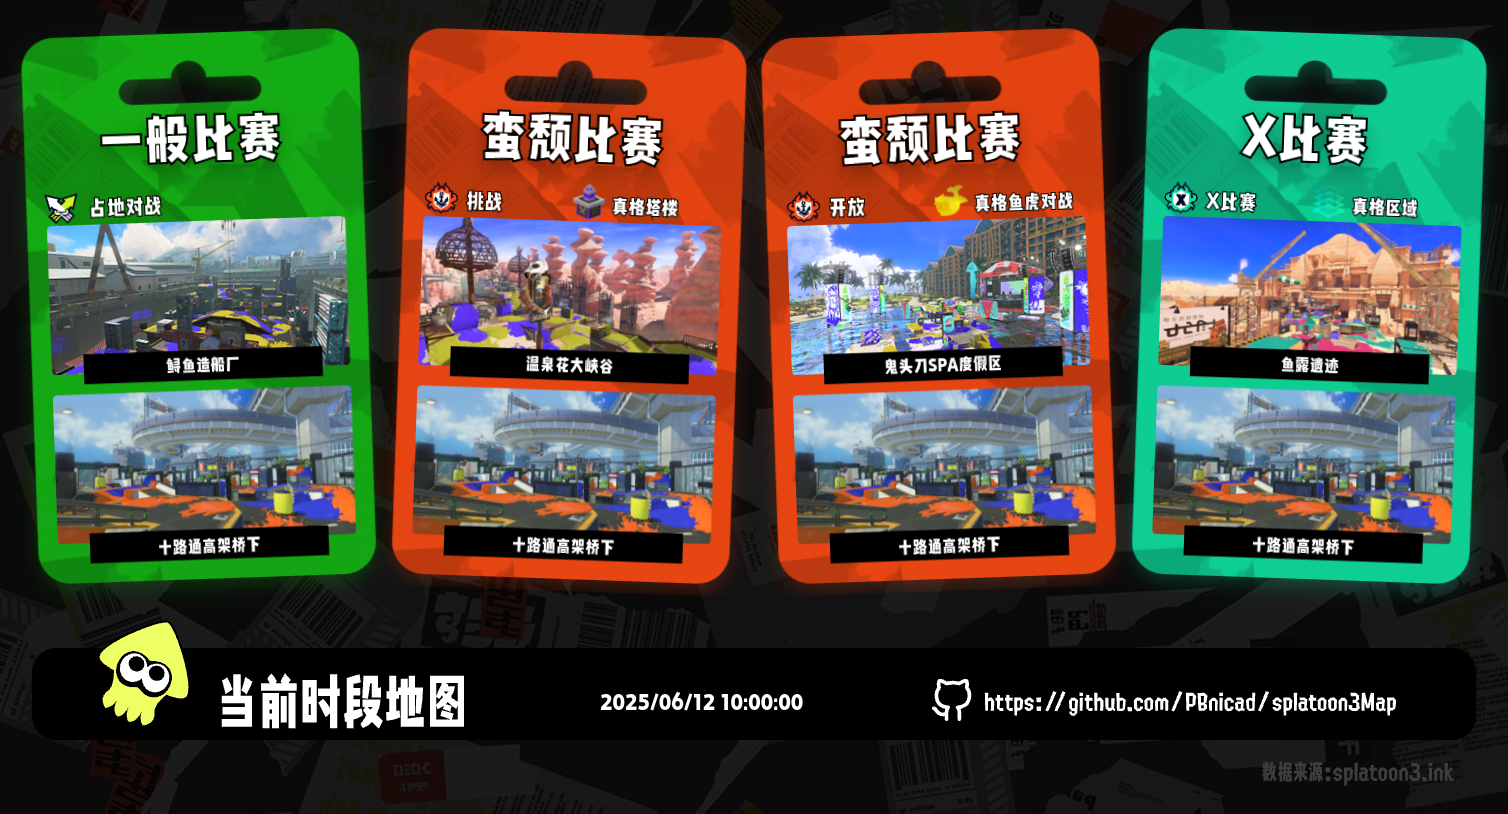 一般比赛
占地对战
鲟鱼造船厂
十路通高架桥下
蛮颓比赛
挑战
真格塔楼
温泉花大峡谷
十路通高架桥下
蛮颓比赛
开放
真格鱼虎对战
鬼头刀SPA度假区
十路通高架桥下
X比赛
X比赛
真格区域
鱼露遗迹
十路通高架桥下
当前时段地图
2025/06/12 10:00:00
https://github.com/PBnicad/splatoon3Map
数据来源:splatoon3.ink